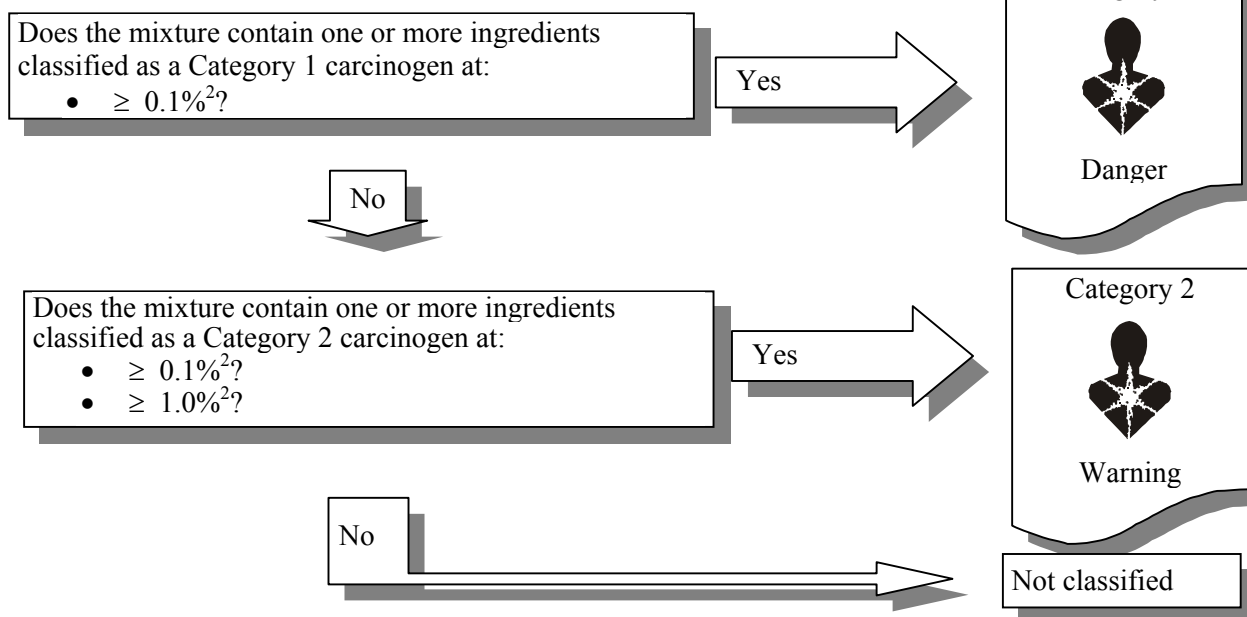 Does the mixture contain one or more ingredients
classified as a Category 1 carcinogen at:
• ≥ 0.1%²?
Yes
Danger
No
Does the mixture contain one or more ingredients
classified as a Category 2 carcinogen at:
• ≥ 0.1%²?
• ≥ 1.0%²?
Yes
Category 2
Warning
No
Not classified